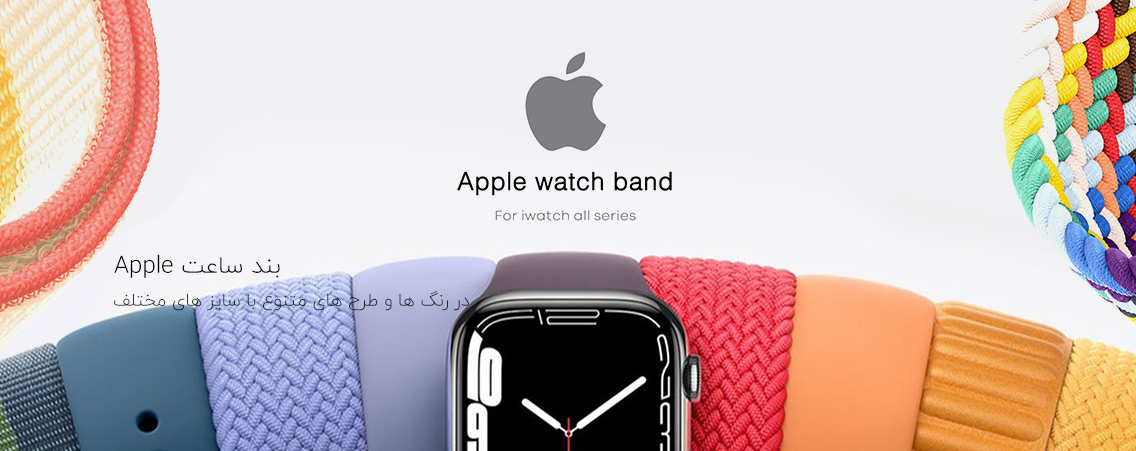 Apple watch band
For iwatch all series
بند ساعت Apple
در رنگ ها و طرح های متنوع با سایز های مختلف
12